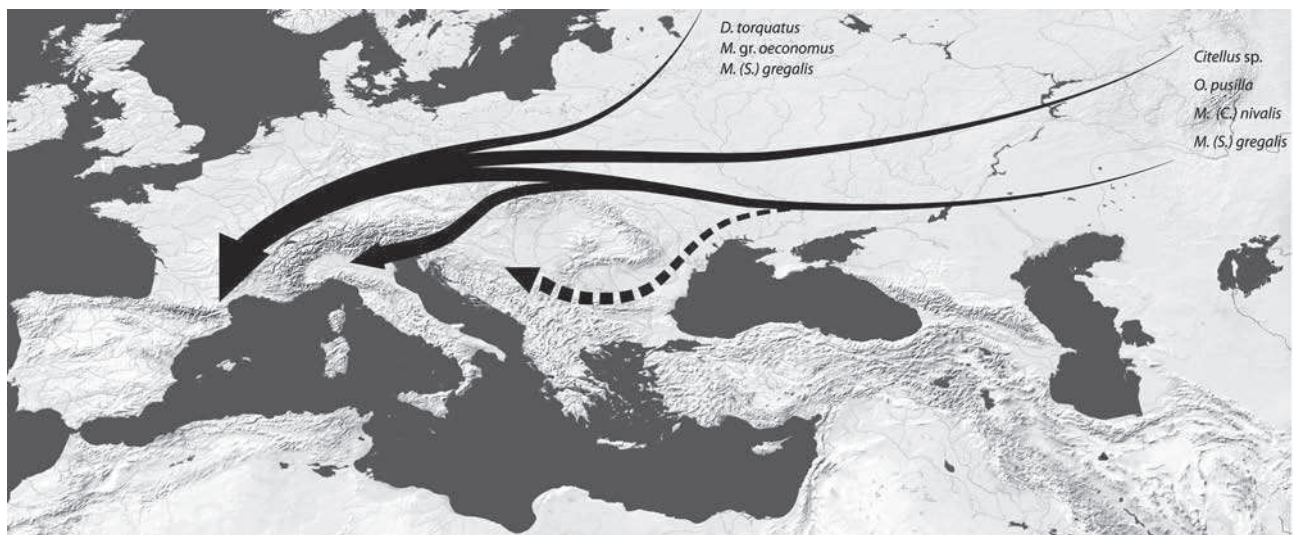 D. torquatus
M. gr. oeconomus
M. (S.) gregalis
Citellus sp.
O. pusilla
M. (C.) nivalis
M. (S.) gregalis